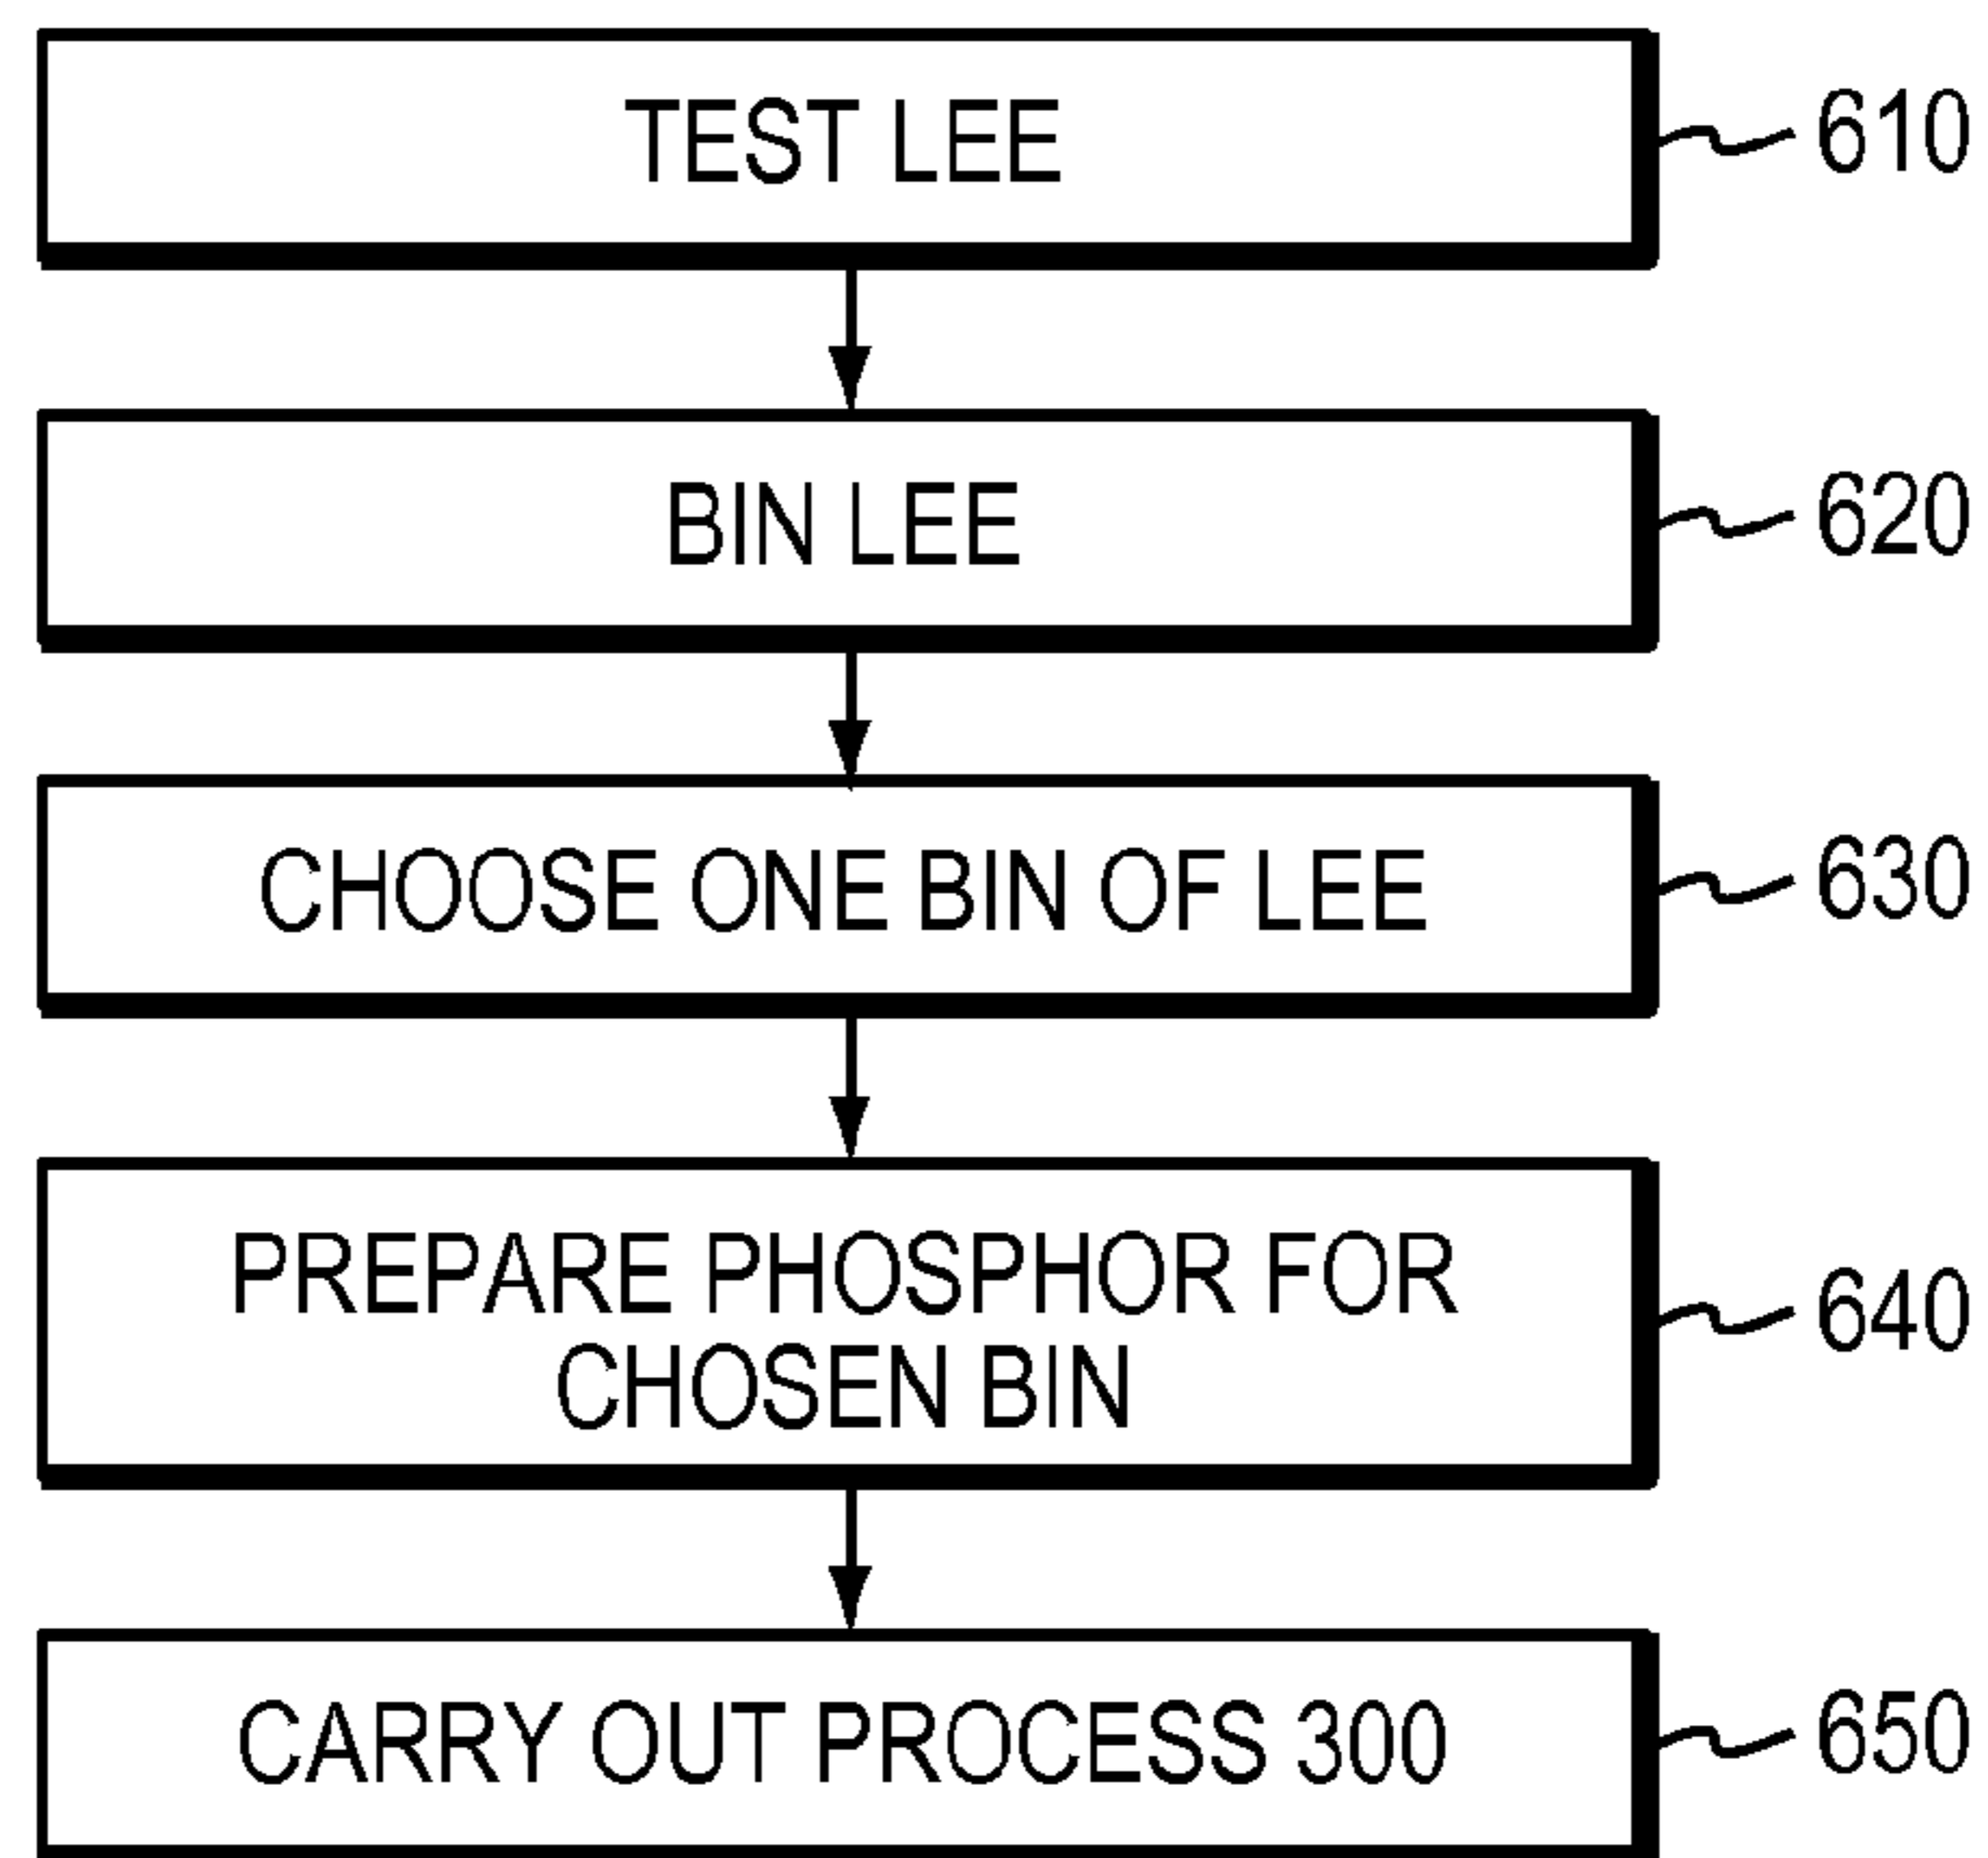 TEST LEE 610
BIN LEE 620
CHOOSE ONE BIN OF LEE 630
PREPARE PHOSPHOR FOR
CHOSEN BIN 640
CARRY OUT PROCESS 300 650